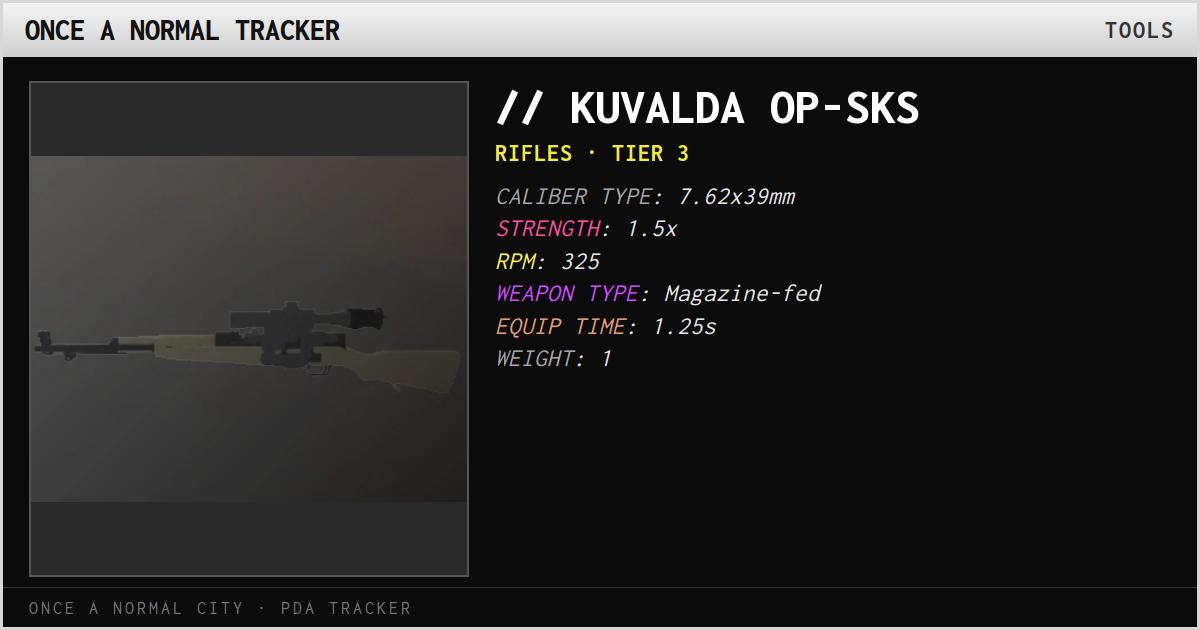 ONCE A NORMAL TRACKER
TOOLS
// KUVALDA OP-SKS
RIFLES · TIER 3
CALIBER TYPE: 7.62x39mm
STRENGTH: 1.5x
RPM: 325
WEAPON TYPE: Magazine-fed
EQUIP TIME: 1.25s
WEIGHT: 1
ONCE A NORMAL CITY · PDA TRACKER